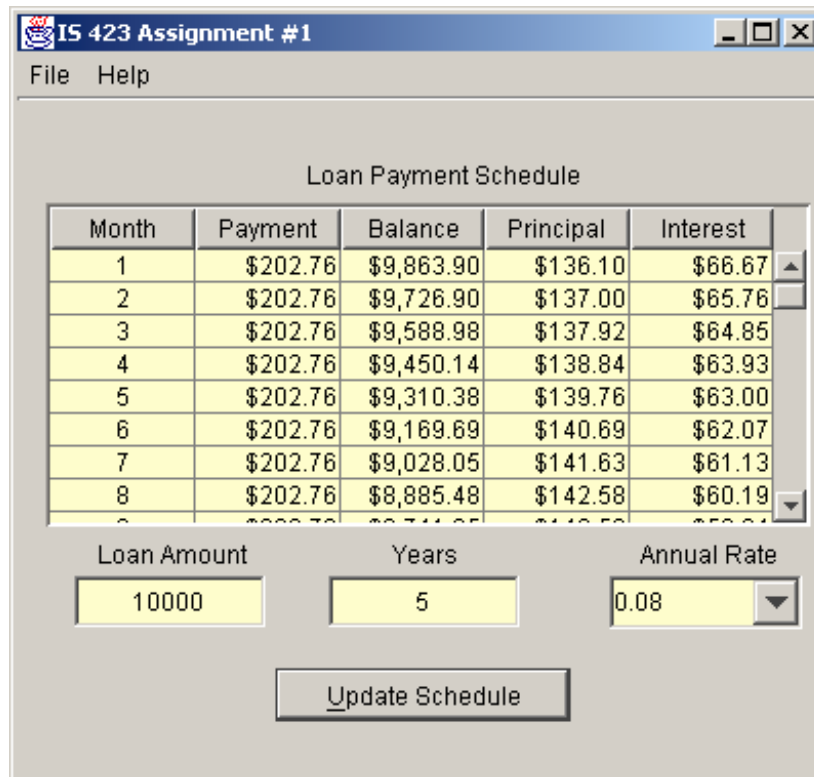 IS 423 Assignment #1
File Help
Loan Payment Schedule
Month Payment Balance Principal Interest
1 $202.76 $9,863.90 $136.10 $66.67
2 $202.76 $9,726.90 $137.00 $65.76
3 $202.76 $9,588.98 $137.92 $64.85
4 $202.76 $9,450.14 $138.84 $63.93
5 $202.76 $9,310.38 $139.76 $63.00
6 $202.76 $9,169.69 $140.69 $62.07
7 $202.76 $9,028.05 $141.63 $61.13
8 $202.76 $8,885.48 $142.58 $60.19
Loan Amount Years Annual Rate
10000 5 0.08
Update Schedule